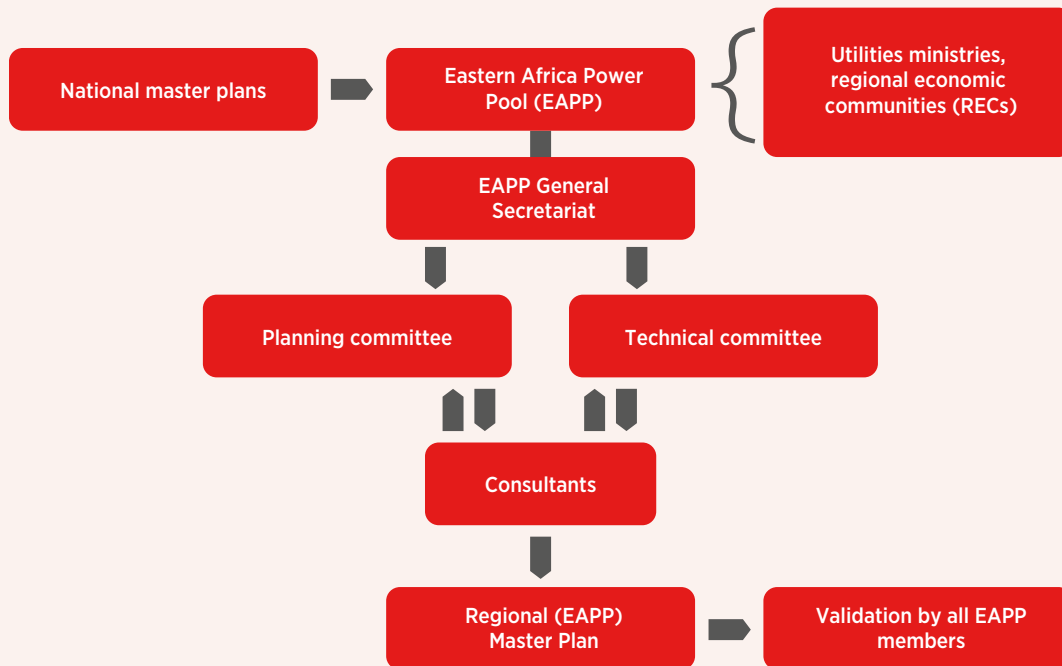 National master plans
Eastern Africa Power
Pool (EAPP)
Utilities ministries,
regional economic
communities (RECs)
EAPP General
Secretariat
Planning committee
Technical committee
Consultants
Regional (EAPP)
Master Plan
Validation by all EAPP
members